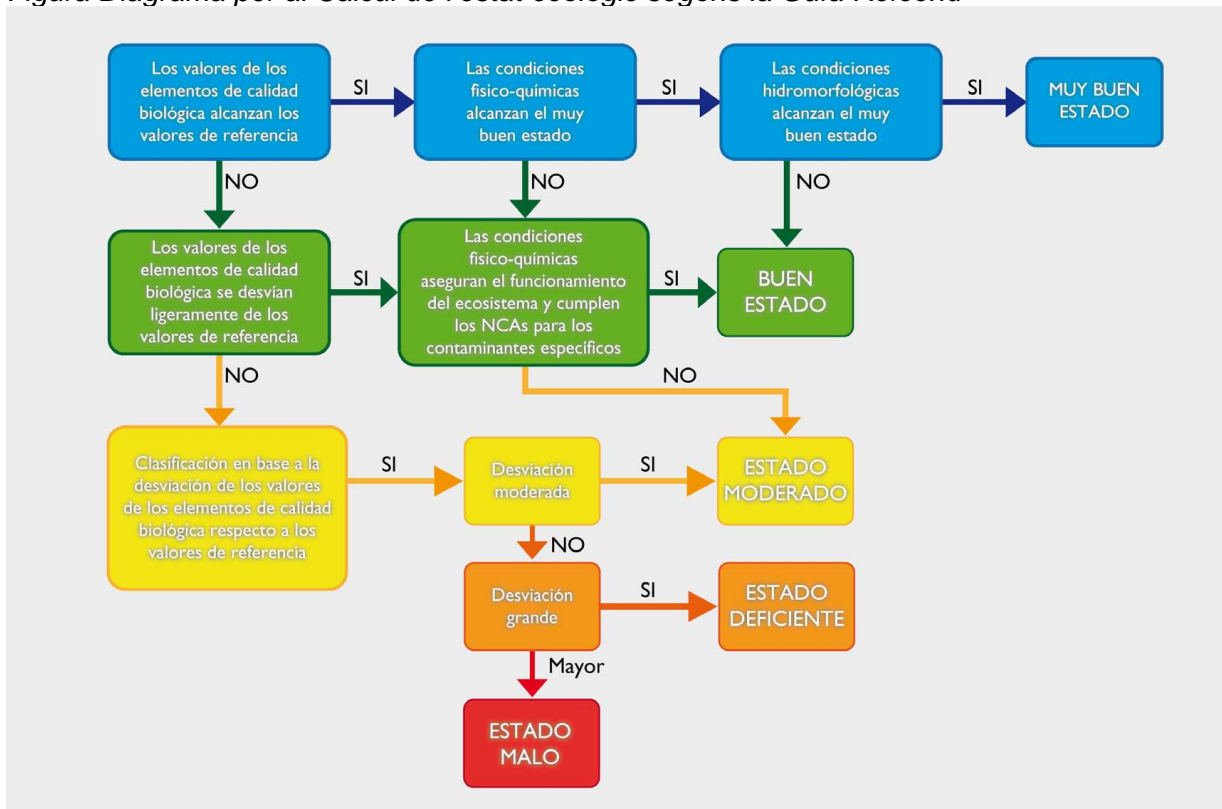 Los valores de los
elementos de calidad
biológica alcanzan los
valores de referencia
SI
Las condiciones
fisico-químicas
alcanzan el muy
buen estado
SI
Las condiciones
hidromorfológicas
alcanzan el muy
buen estado
SI
MUY BUEN
ESTADO
NO
NO
NO
Los valores de los
elementos de calidad
biológica se desvían
ligeramente de los
valores de referencia
SI
Las condiciones
fisico-químicas
aseguran el funcionamiento
del ecosistema y cumplen
los NCAs para los
contaminantes específicos
SI
BUEN
ESTADO
NO
NO
Clasificación en base a la
desviación de los valores
de los elementos de calidad
biológica respecto a los
valores de referencia
SI
Desviación
moderada
SI
ESTADO
MODERADO
NO
Desviación
grande
SI
ESTADO
DEFICIENTE
Mayor
ESTADO
MALO